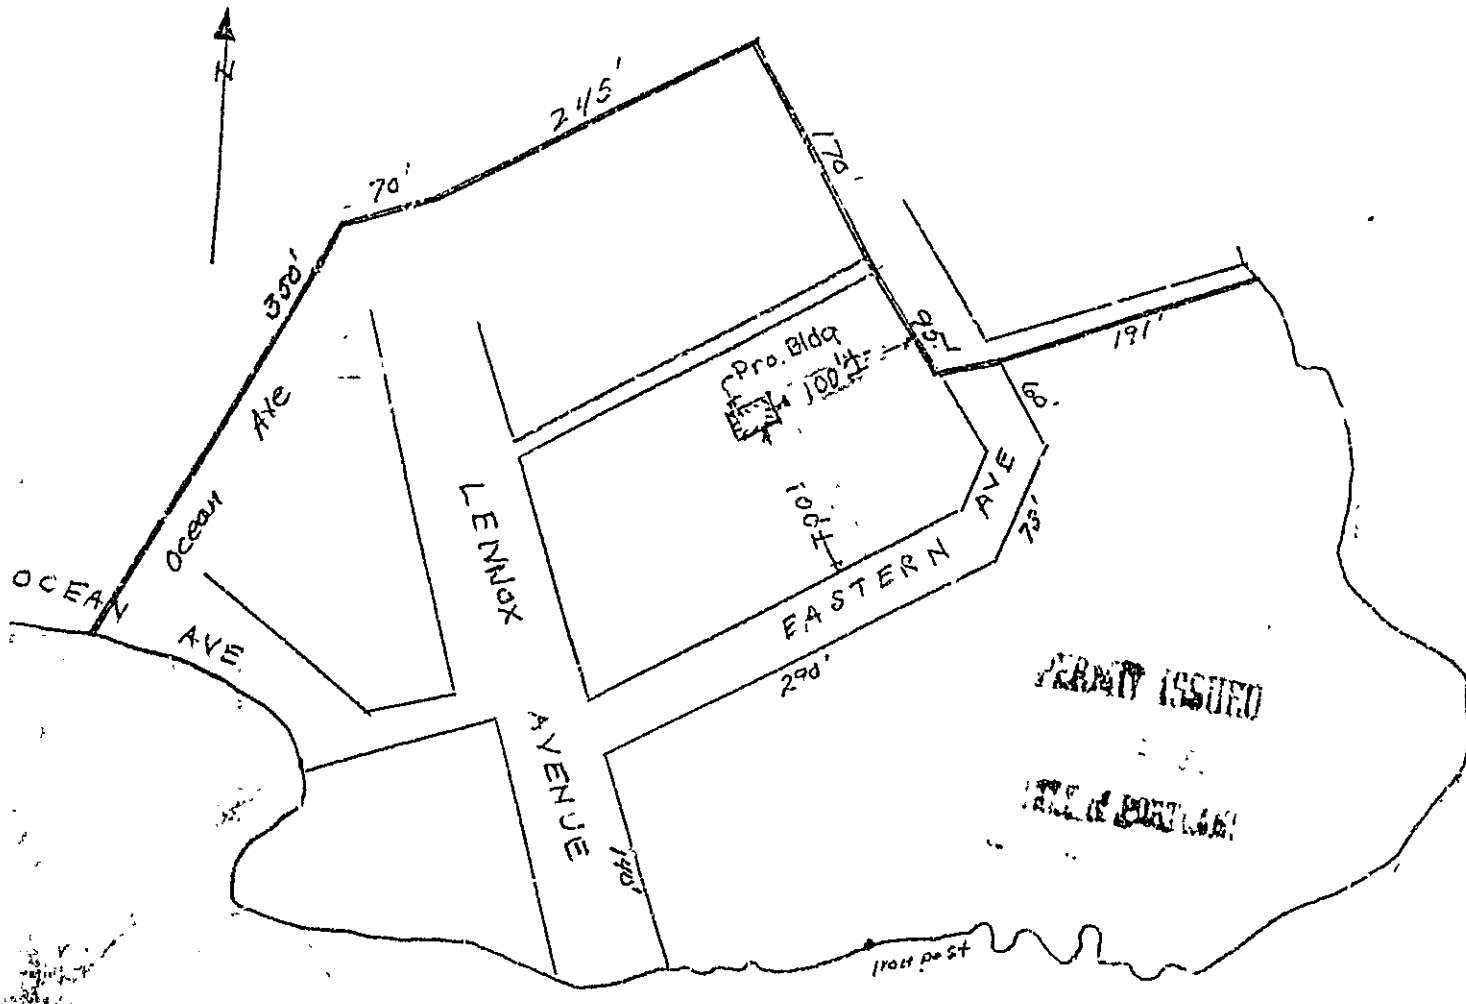 N
245'
70'
170'
350'
95'
191'
Pro. Bldg
100'±
60'
Ocean Ave
LENNOX AVENUE
100'±
EASTERN AVE
75'
OCEAN AVE
290'
PERMIT ISSUED
140'
Iron post